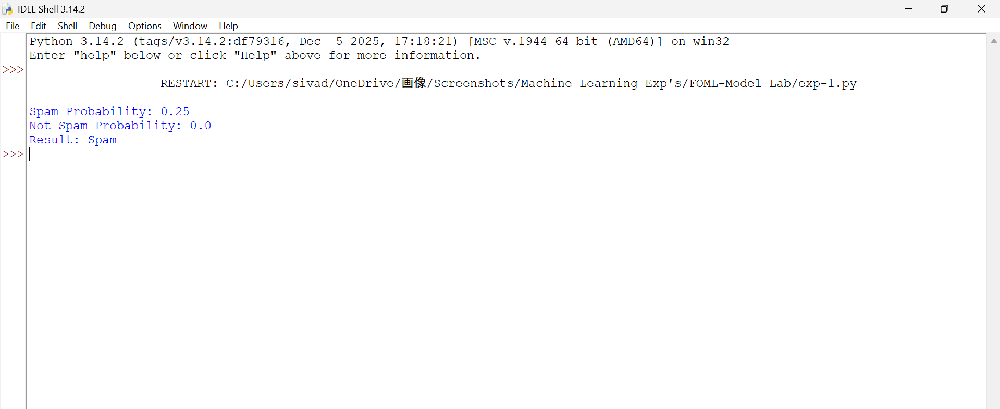 IDLE Shell 3.14.2
File Edit Shell Debug Options Window Help
Python 3.14.2 (tags/v3.14.2:df79316, Dec  5 2025, 17:18:21) [MSC v.1944 64 bit (AMD64)] on win32
Enter "help" below or click "Help" above for more information.
>>>
================= RESTART: C:/Users/sivad/OneDrive/画像/Screenshots/Machine Learning Exp's/FOML-Model Lab/exp-1.py ================
=
Spam Probability: 0.25
Not Spam Probability: 0.0
Result: Spam
>>>